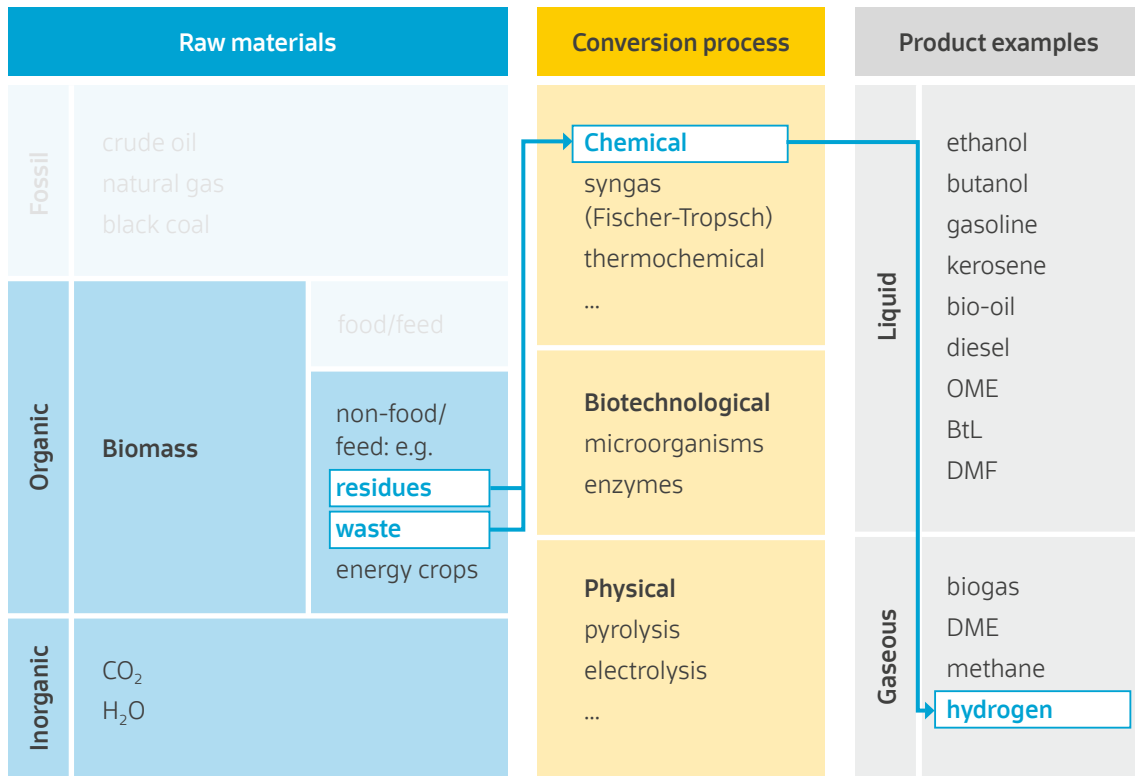 Raw materials
Conversion process
Product examples
Fossil
crude oil
natural gas
black coal
Organic
Biomass
food/feed
non-food/
feed: e.g.
residues
waste
energy crops
Inorganic
CO₂
H₂O
Chemical
syngas
(Fischer-Tropsch)
thermochemical
...
Biotechnological
microorganisms
enzymes
Physical
pyrolysis
electrolysis
...
Liquid
ethanol
butanol
gasoline
kerosene
bio-oil
diesel
OME
BtL
DMF
Gaseous
biogas
DME
methane
hydrogen